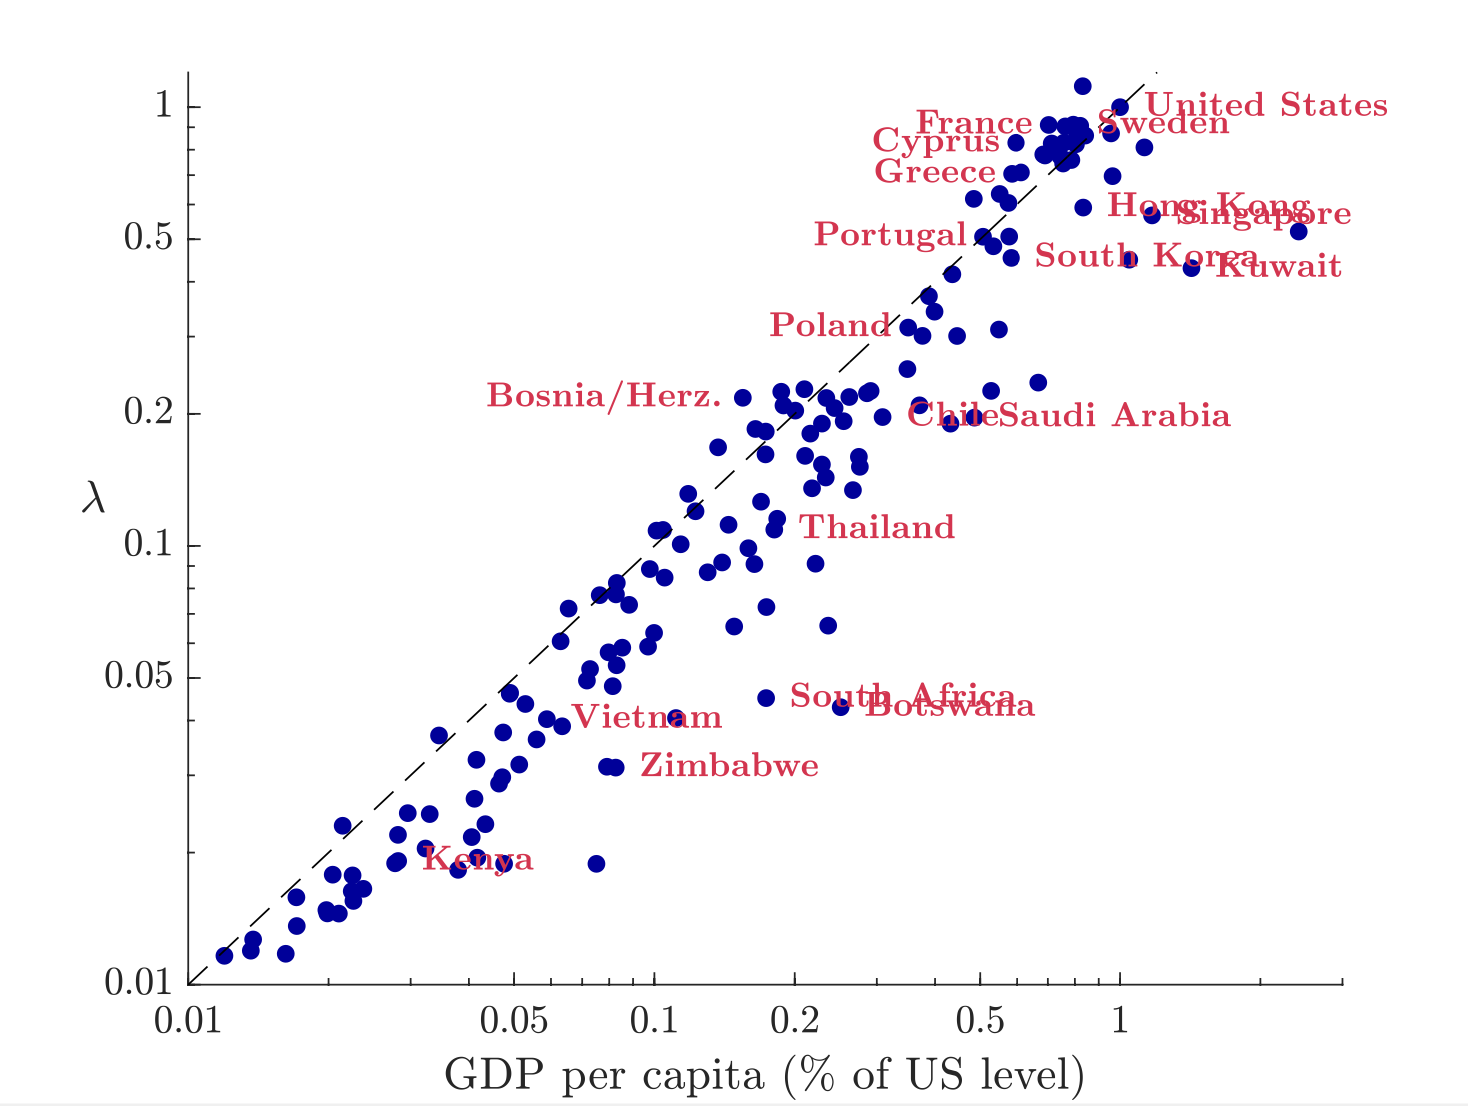 1
United States
France
Sweden
Cyprus
Greece
Hong Kong
Singapore
0.5
Portugal
South Korea
Kuwait
Poland
Bosnia/Herz.
0.2
Chile
Saudi Arabia
λ
Thailand
0.1
0.05
South Africa
Botswana
Vietnam
Zimbabwe
Kenya
0.01
0.01 0.05 0.1 0.2 0.5 1
GDP per capita (% of US level)